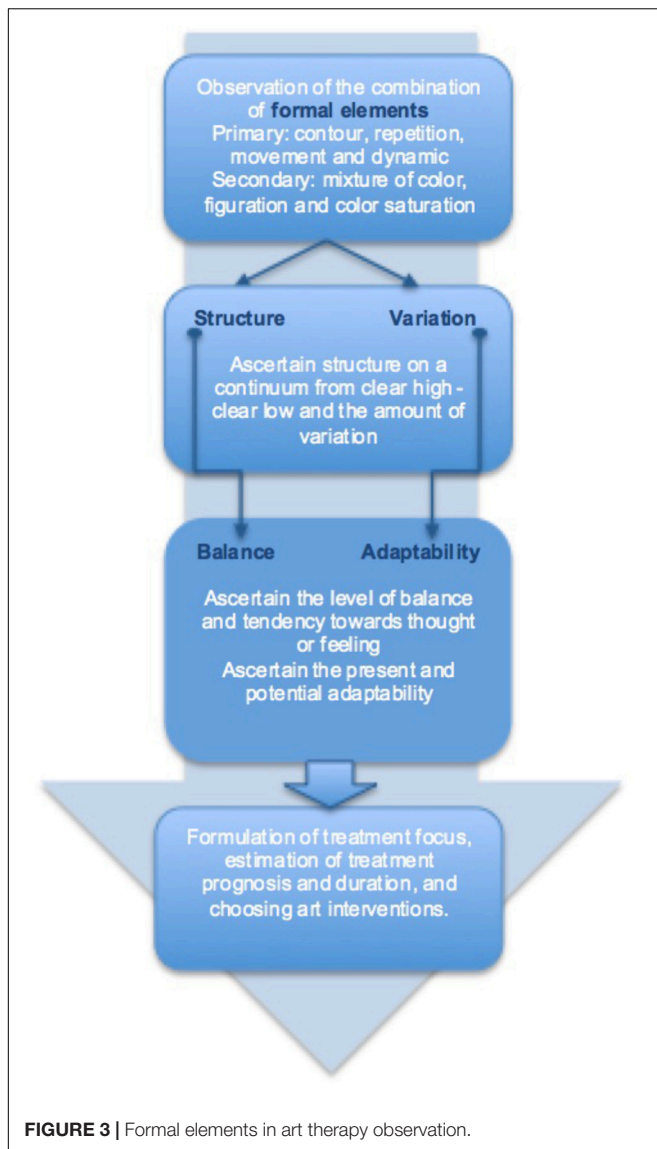 Observation of the combination
of formal elements
Primary: contour, repetition,
movement and dynamic
Secondary: mixture of color,
figuration and color saturation
Structure Variation
Ascertain structure on a
continuum from clear high -
clear low and the amount of
variation
Balance Adaptability
Ascertain the level of balance
and tendency towards thought
or feeling
Ascertain the present and
potential adaptability
Formulation of treatment focus,
estimation of treatment
prognosis and duration, and
choosing art interventions.
FIGURE 3 | Formal elements in art therapy observation.